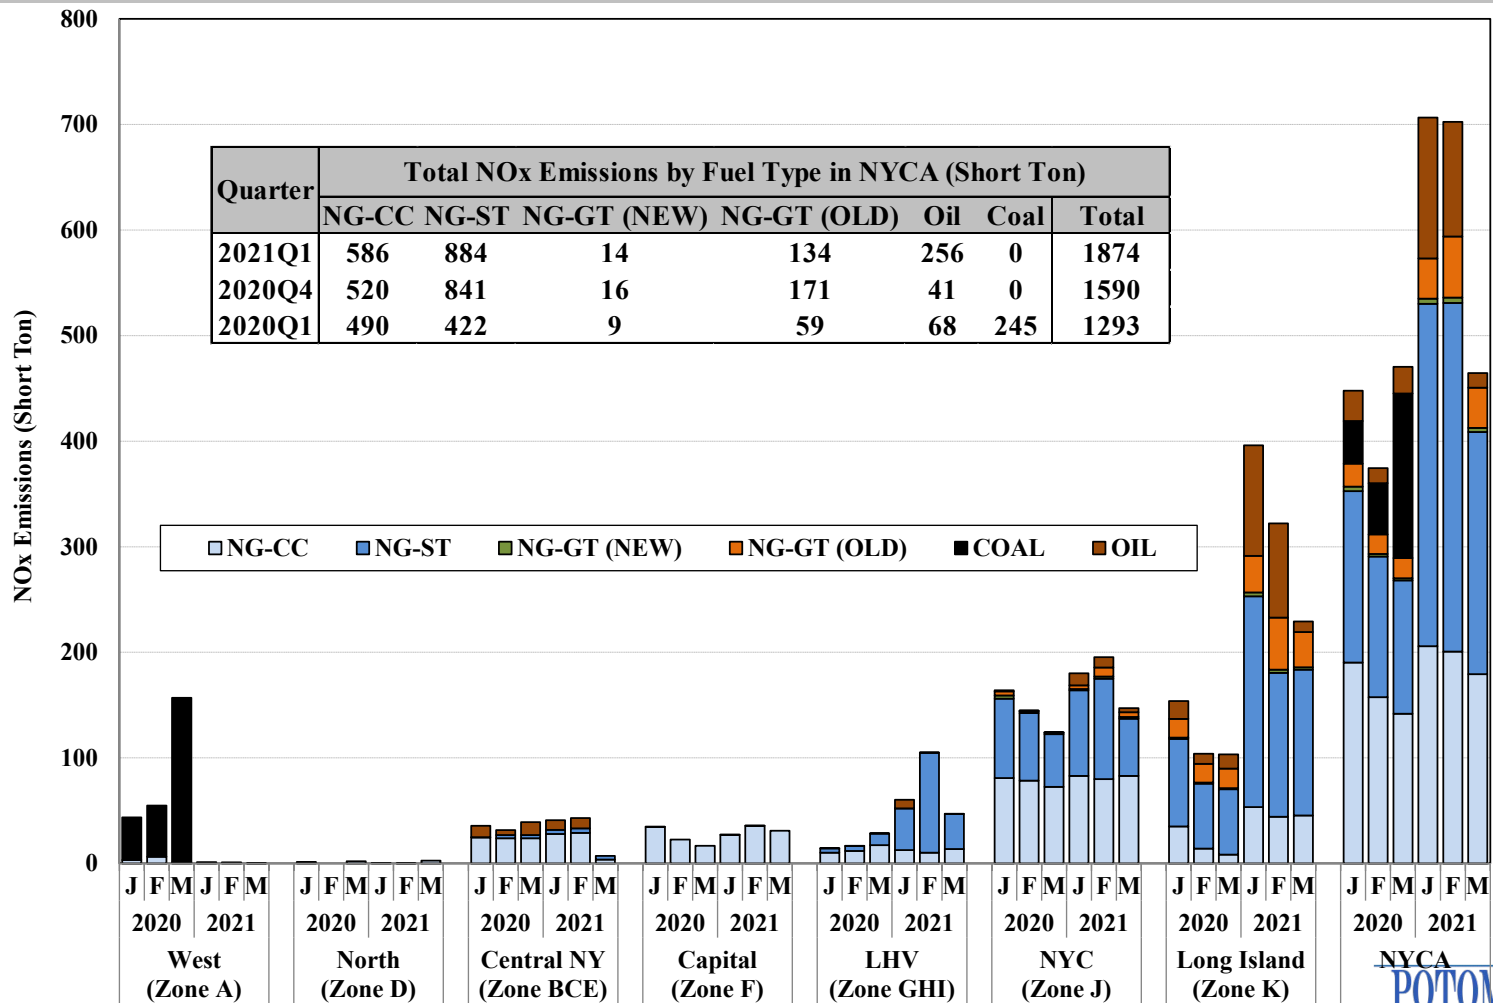 800
700
600
500
400
300
200
100
0
NOx Emissions (Short Ton)
Quarter Total NOx Emissions by Fuel Type in NYCA (Short Ton)
NG-CC NG-ST NG-GT (NEW) NG-GT (OLD) Oil Coal Total
2021Q1 586 884 14 134 256 0 1874
2020Q4 520 841 16 171 41 0 1590
2020Q1 490 422 9 59 68 245 1293
NG-CC NG-ST NG-GT (NEW) NG-GT (OLD) COAL OIL
J F M J F M J F M J F M J F M J F M J F M J F M J F M J F M J F M J F M J F M J F M J F M J F M
2020 2021 2020 2021 2020 2021 2020 2021 2020 2021 2020 2021 2020 2021 2020 2021
West North Central NY Capital LHV NYC Long Island NYCA
(Zone A) (Zone D) (Zone BCE) (Zone F) (Zone GHI) (Zone J) (Zone K)